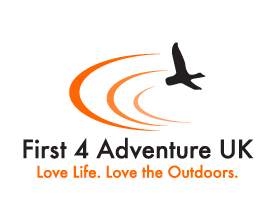 First 4 Adventure UK
Love Life. Love the Outdoors.